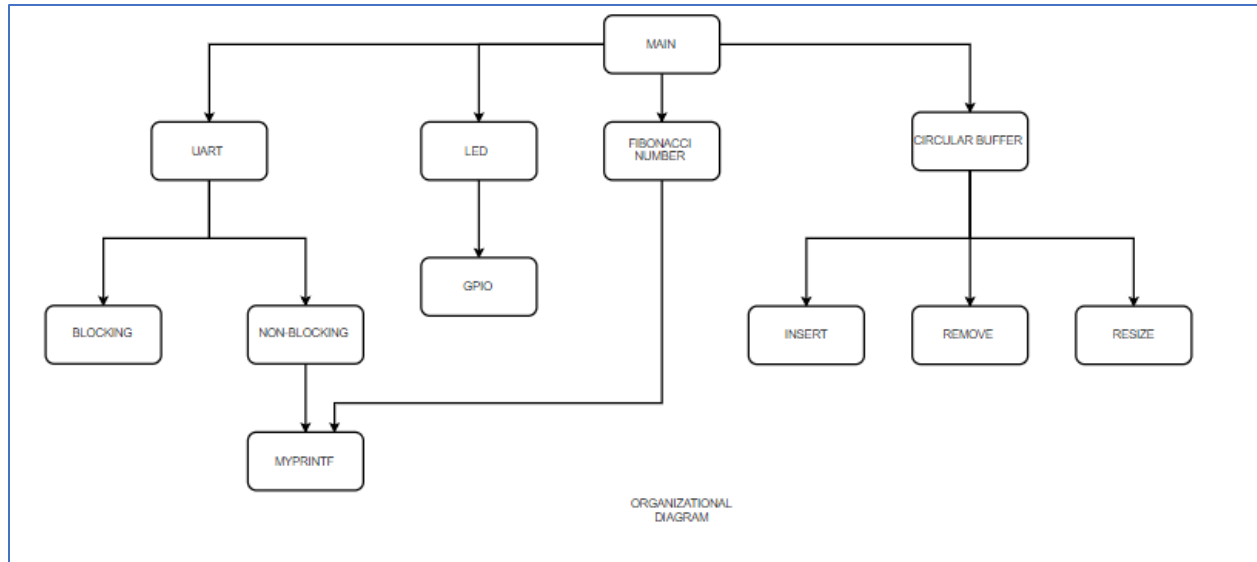 MAIN
UART
LED
FIBONACCI
NUMBER
CIRCULAR BUFFER
GPIO
BLOCKING
NON-BLOCKING
INSERT
REMOVE
RESIZE
MYPRINTF
ORGANIZATIONAL
DIAGRAM